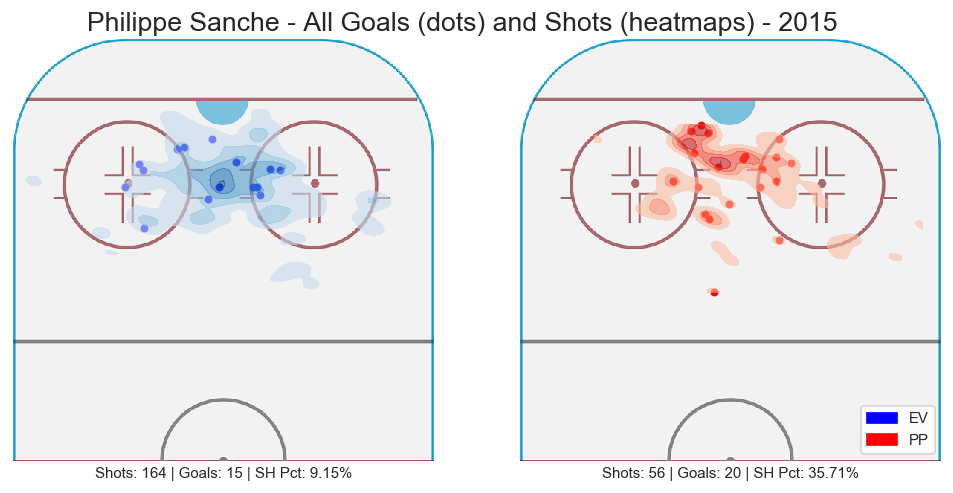 Philippe Sanche - All Goals (dots) and Shots (heatmaps) - 2015
EV
PP
Shots: 164 | Goals: 15 | SH Pct: 9.15%
Shots: 56 | Goals: 20 | SH Pct: 35.71%